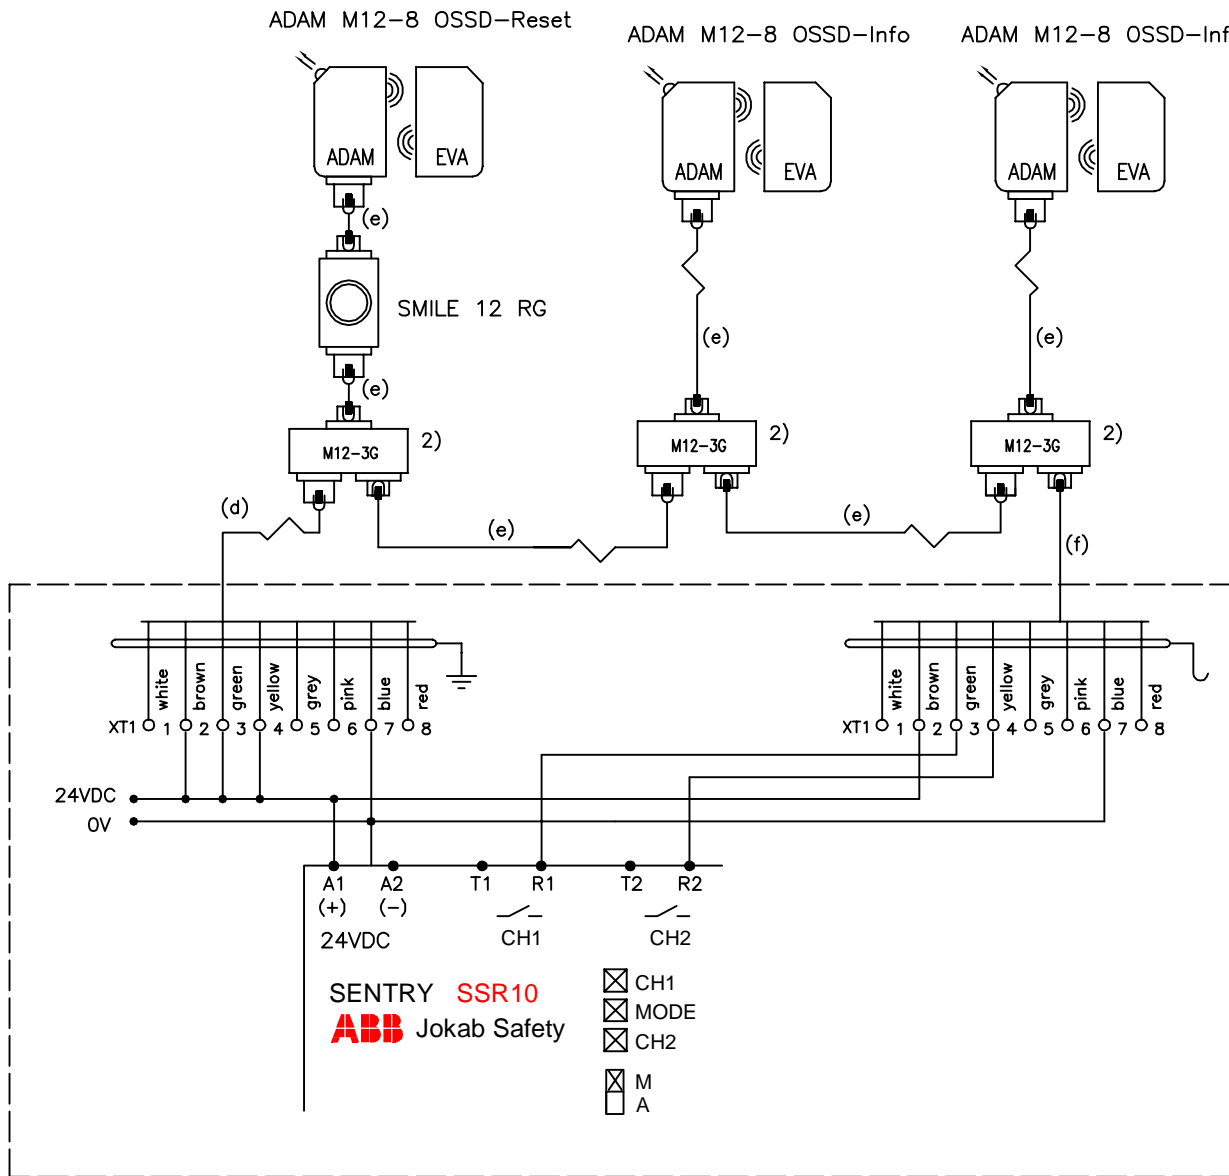 ADAM M12-8 OSSD-Reset
ADAM M12-8 OSSD-Info
ADAM M12-8 OSSD-Inf
ADAM EVA
ADAM EVA
ADAM EVA
(e)
SMILE 12 RG
(e)
(e)
(e)
M12-3G 2)
M12-3G 2)
M12-3G 2)
(d)
(e)
(e)
(f)
white brown green yellow grey pink blue red
XT1 1 2 3 4 5 6 7 8
white brown green yellow grey pink blue red
XT1 1 2 3 4 5 6 7 8
24VDC
0V
A1 A2 T1 R1 T2 R2
(+) (-)
24VDC CH1 CH2
SENTRY SSR10
ABB Jokab Safety
CH1
MODE
CH2
M
A